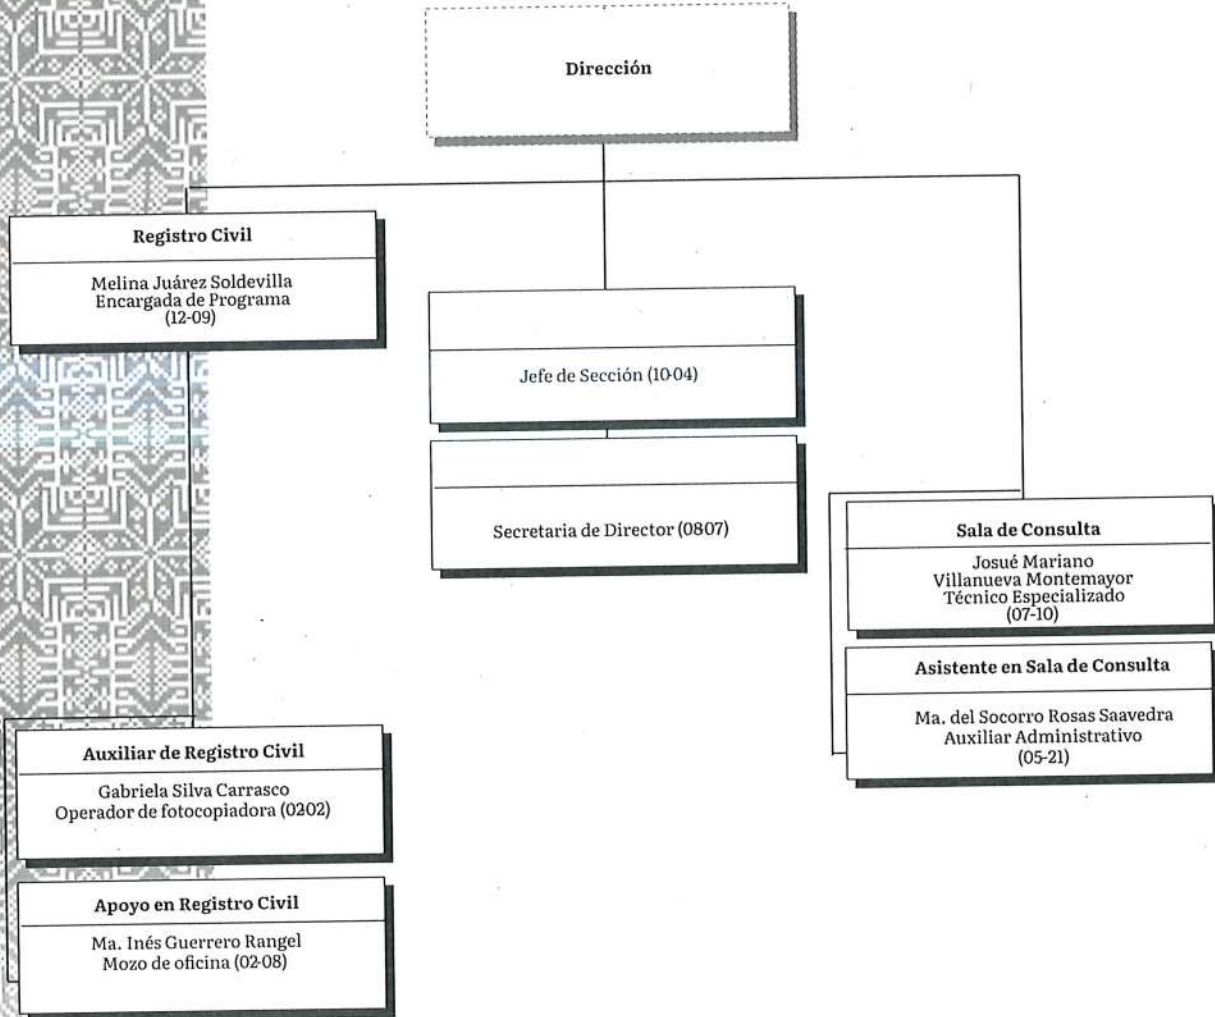 Dirección
Registro Civil
Melina Juárez Soldevilla
Encargada de Programa
(12-09)
Jefe de Sección (10-04)
Secretaria de Director (0807)
Sala de Consulta
Josué Mariano
Villanueva Montemayor
Técnico Especializado
(07-10)
Asistente en Sala de Consulta
Ma. del Socorro Rosas Saavedra
Auxiliar Administrativo
(05-21)
Auxiliar de Registro Civil
Gabriela Silva Carrasco
Operador de fotocopiadora (0202)
Apoyo en Registro Civil
Ma. Inés Guerrero Rangel
Mozo de oficina (02-08)